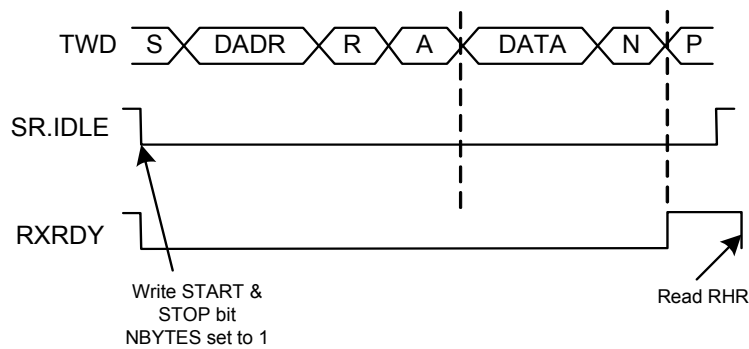 TWD S DADR R A DATA N P
SR.IDLE
RXRDY
Write START &
STOP bit
NBYTES set to 1
Read RHR